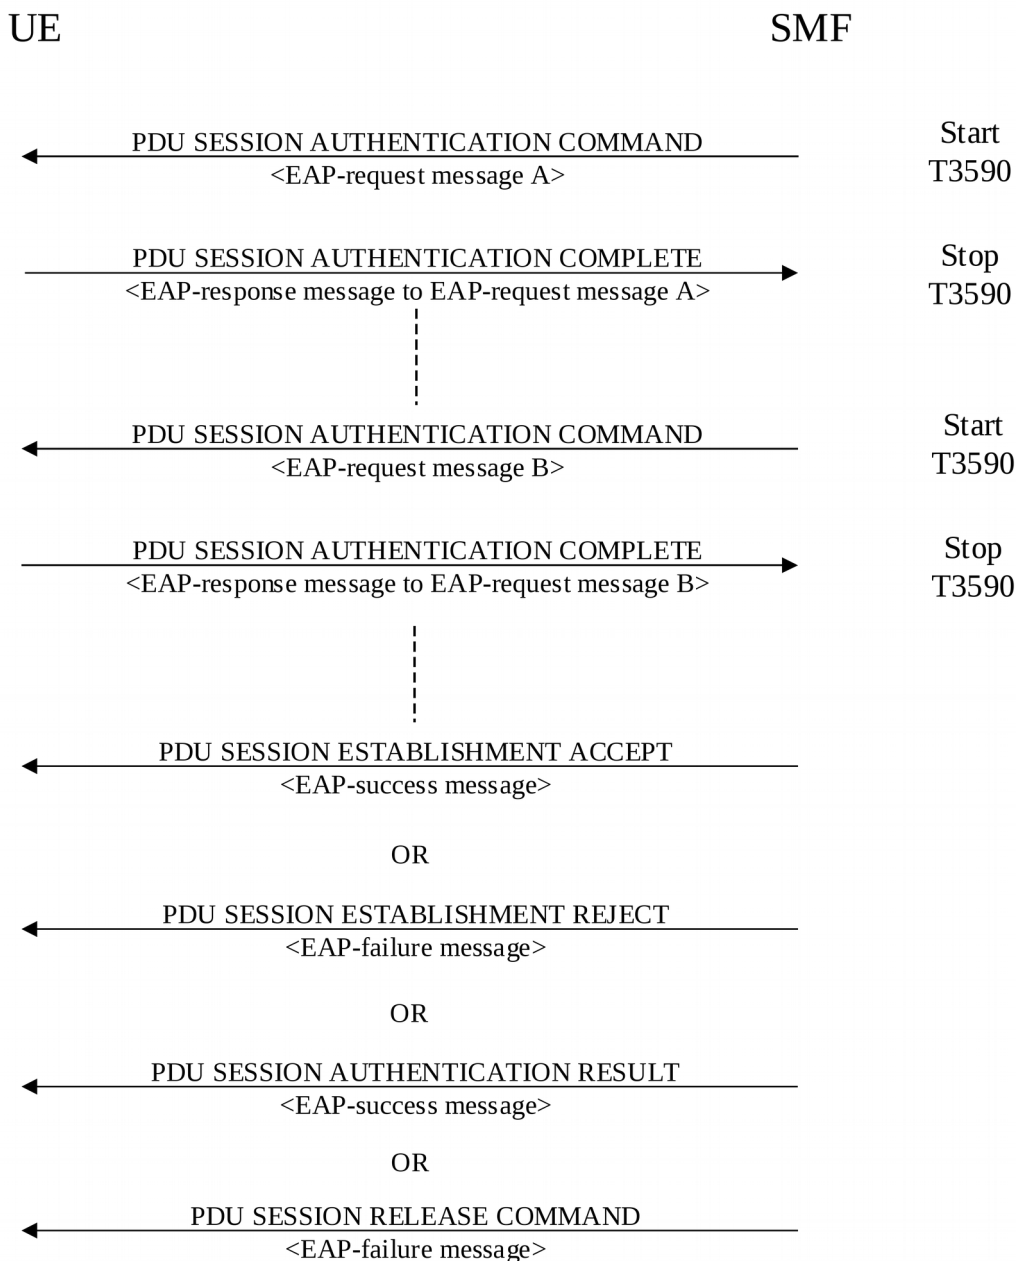 UE SMF
PDU SESSION AUTHENTICATION COMMAND
<EAP-request message A>
Start
T3590
PDU SESSION AUTHENTICATION COMPLETE
<EAP-response message to EAP-request message A>
Stop
T3590
PDU SESSION AUTHENTICATION COMMAND
<EAP-request message B>
Start
T3590
PDU SESSION AUTHENTICATION COMPLETE
<EAP-response message to EAP-request message B>
Stop
T3590
PDU SESSION ESTABLISHMENT ACCEPT
<EAP-success message>
OR
PDU SESSION ESTABLISHMENT REJECT
<EAP-failure message>
OR
PDU SESSION AUTHENTICATION RESULT
<EAP-success message>
OR
PDU SESSION RELEASE COMMAND
<EAP-failure message>